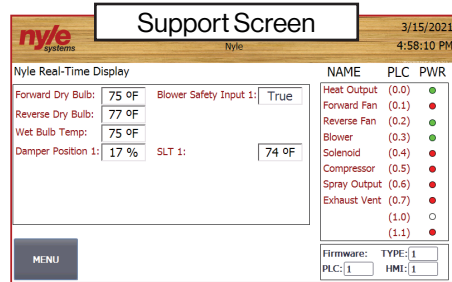 nyle
systems
Support Screen
Nyle
3/15/2021
4:58:10 PM
Nyle Real-Time Display
NAME PLC PWR
Forward Dry Bulb: 75 ºF Blower Safety Input 1: True
Reverse Dry Bulb: 77 ºF
Wet Bulb Temp: 75 ºF
Damper Position 1: 17 % SLT 1: 74 ºF
Heat Output (0.0)
Forward Fan (0.1)
Reverse Fan (0.2)
Blower (0.3)
Solenoid (0.4)
Compressor (0.5)
Spray Output (0.6)
Exhaust Vent (0.7)
(1.0)
(1.1)
MENU
Firmware: TYPE: 1
PLC: 1 HMI: 1